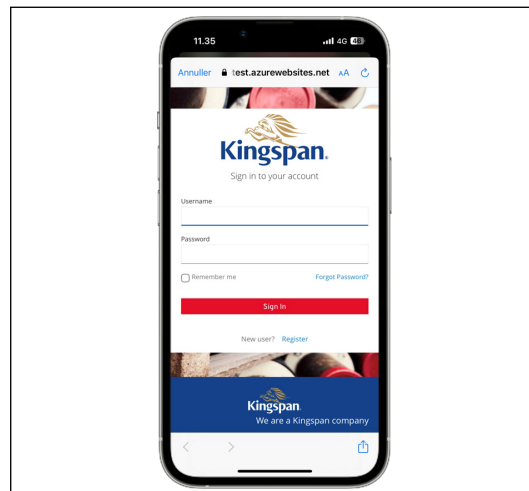 11.35
4G 48
Annuller test.azurewebsites.net AA
Kingspan.
Sign in to your account
Username
Password
Remember me Forgot Password?
Sign In
New user? Register
Kingspan.
We are a Kingspan company